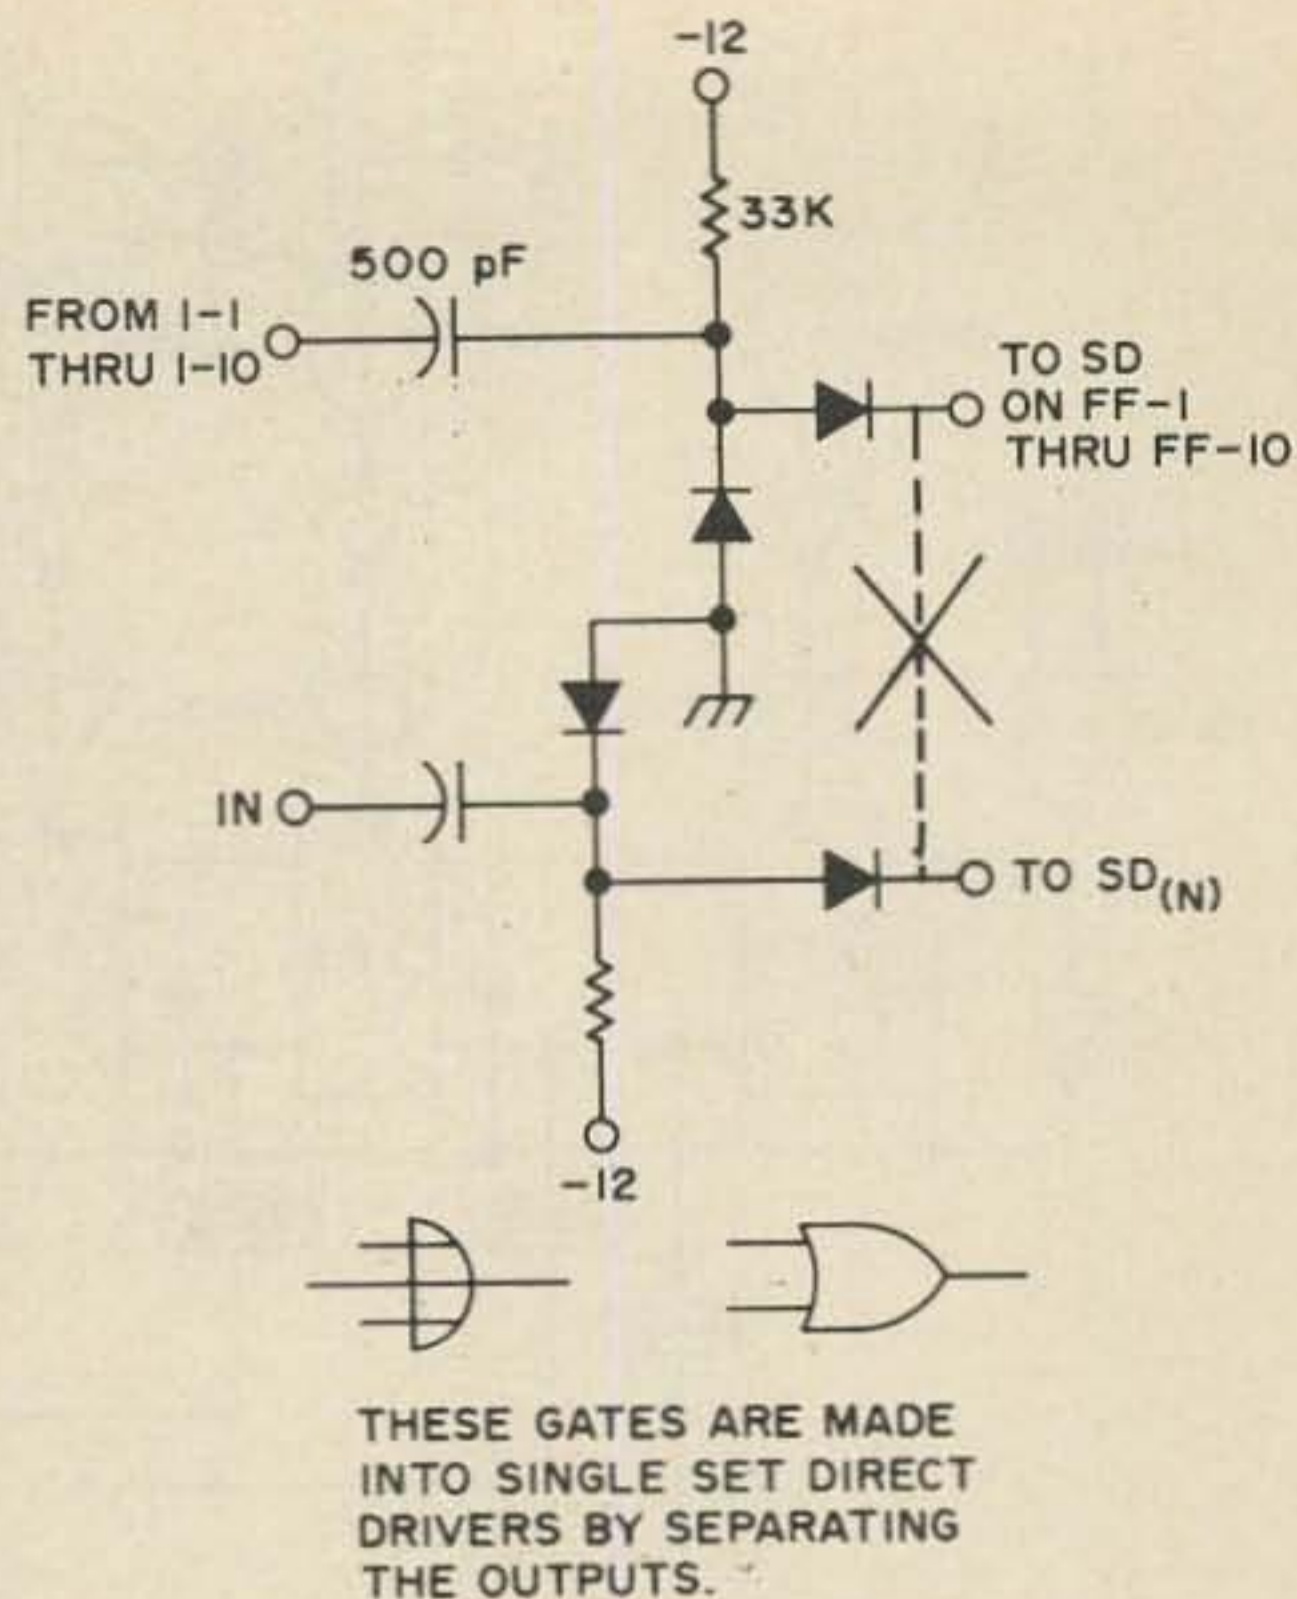 -12
33K
500 pF
FROM 1-1
THRU 1-10
TO SD
ON FF-1
THRU FF-10
IN
TO SD(N)
-12
THESE GATES ARE MADE
INTO SINGLE SET DIRECT
DRIVERS BY SEPARATING
THE OUTPUTS.